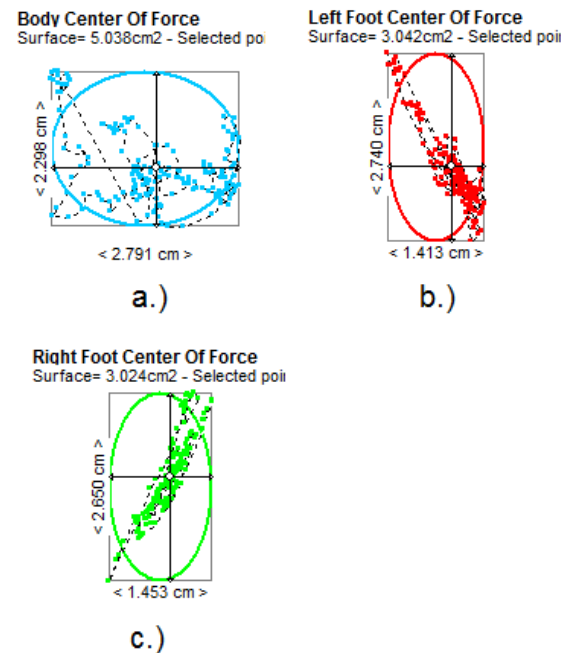 Body Center Of Force
Surface= 5.038cm2 - Selected poi
< 2.298 cm >
< 2.791 cm >
a.)
Left Foot Center Of Force
Surface= 3.042cm2 - Selected poi
< 2.740 cm >
< 1.413 cm >
b.)
Right Foot Center Of Force
Surface= 3.024cm2 - Selected poi
< 2.650 cm >
< 1.453 cm >
c.)